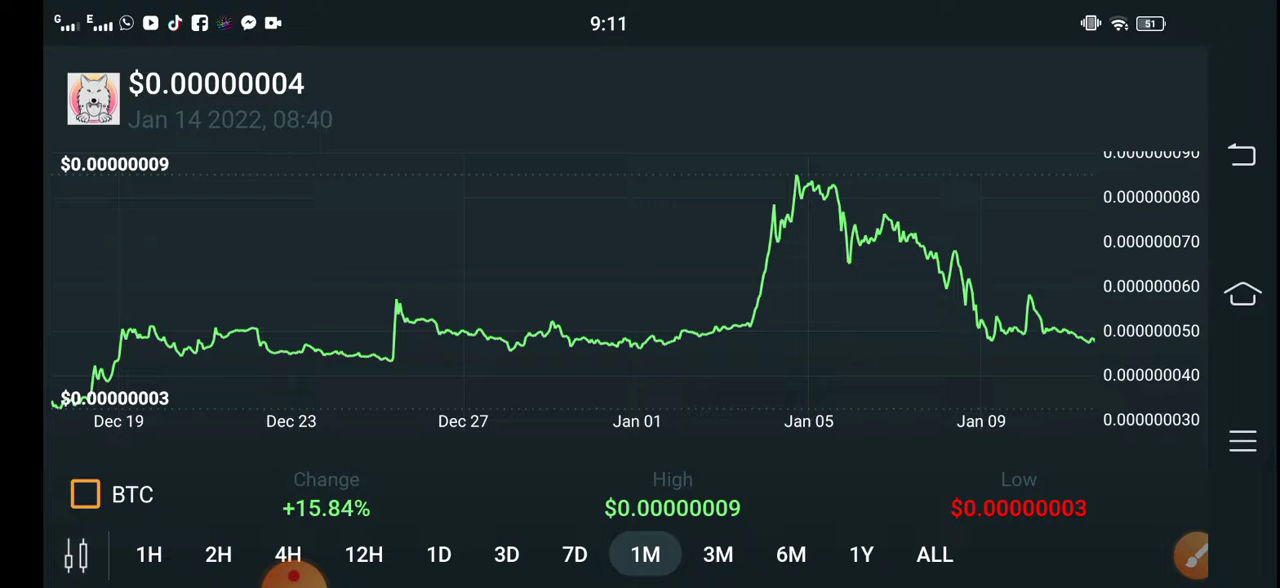 G E 9:11 51
$0.00000004
Jan 14 2022, 08:40
$0.00000009
0.000000090
0.000000080
0.000000070
0.000000060
0.000000050
0.000000040
0.000000030
$0.00000003
Dec 19 Dec 23 Dec 27 Jan 01 Jan 05 Jan 09
BTC Change High Low
+15.84% $0.00000009 $0.00000003
1H 2H 4H 12H 1D 3D 7D 1M 3M 6M 1Y ALL